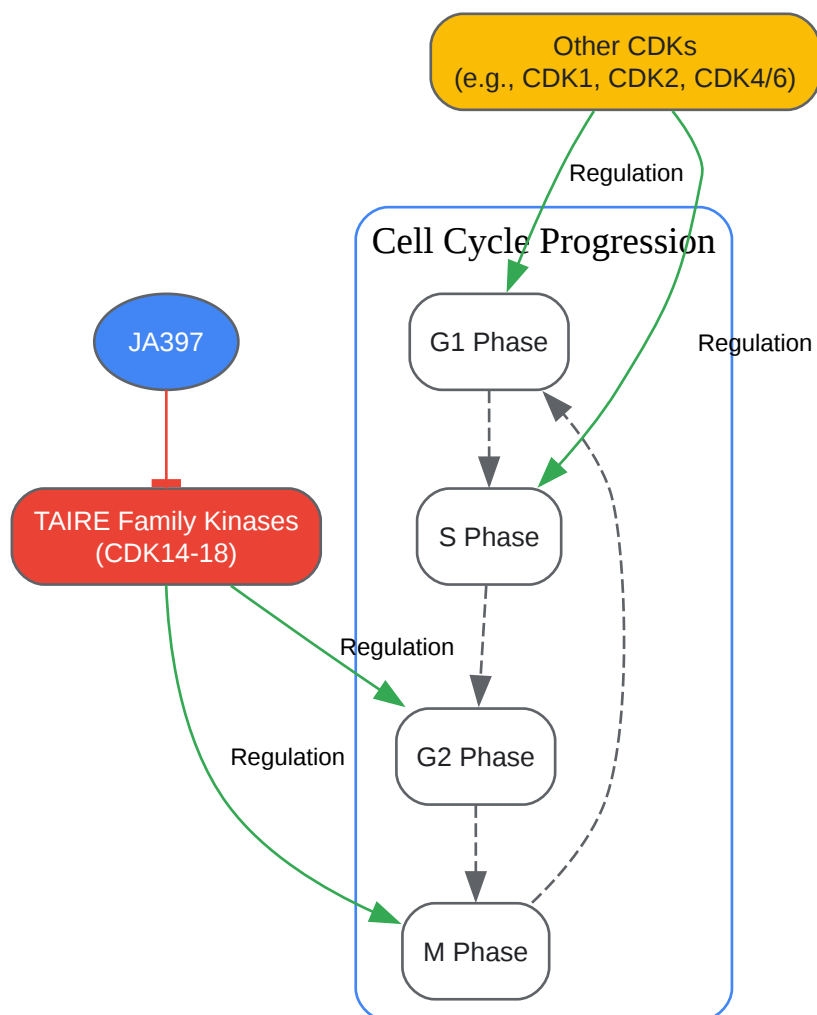 Other CDKs
(e.g., CDK1, CDK2, CDK4/6)
Regulation
Cell Cycle Progression
JA397
G1 Phase
Regulation
TAIRE Family Kinases
(CDK14-18)
S Phase
Regulation
Regulation
G2 Phase
M Phase